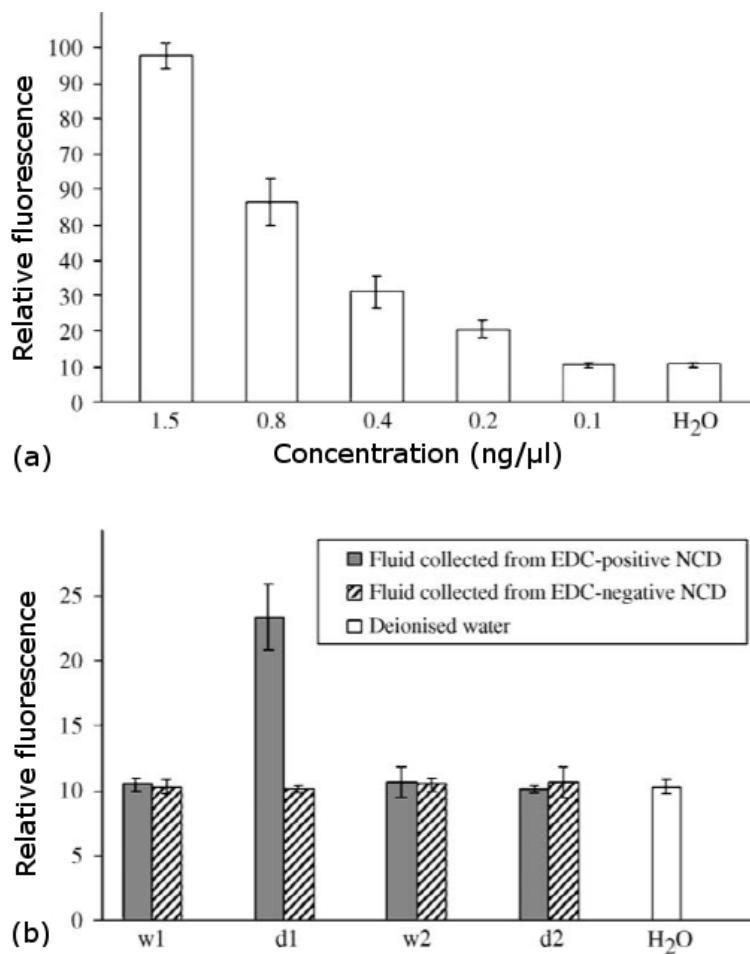 Relative fluorescence
100
90
80
70
90
80
40
30
20
10
0
1.5 0.8 0.4 0.2 0.1 H₂O
(a) Concentration (ng/µl)
Relative fluorescence
25
20
15
10
5
0
Fluid collected from EDC-positive NCD
Fluid collected from EDC-negative NCD
Deionised water
w1 d1 w2 d2 H₂O
(b)